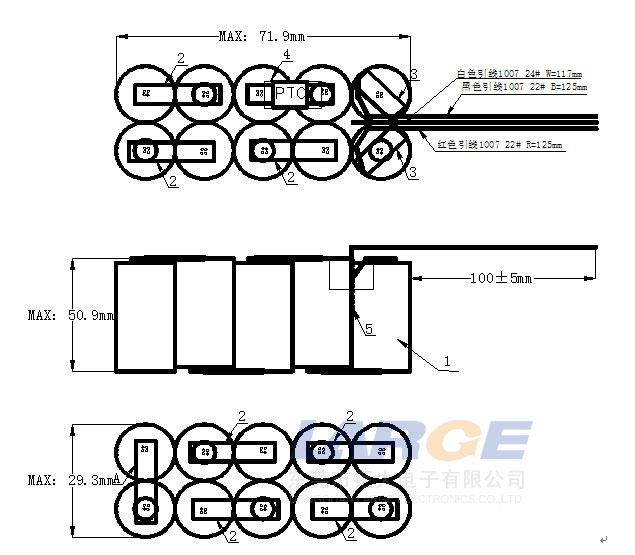 MAX: 71.9mm
2
4
3
PTC
白色引线1007 24# W=117mm
黑色引线1007 22# B=125mm
红色引线1007 22# R=125mm
2
2
3
100±5mm
MAX: 50.9mm
5
1
2
2
LARGE
MAX: 29.3mm
A
电子有限公司
ELECTRONICS CO.,LTD
2
2